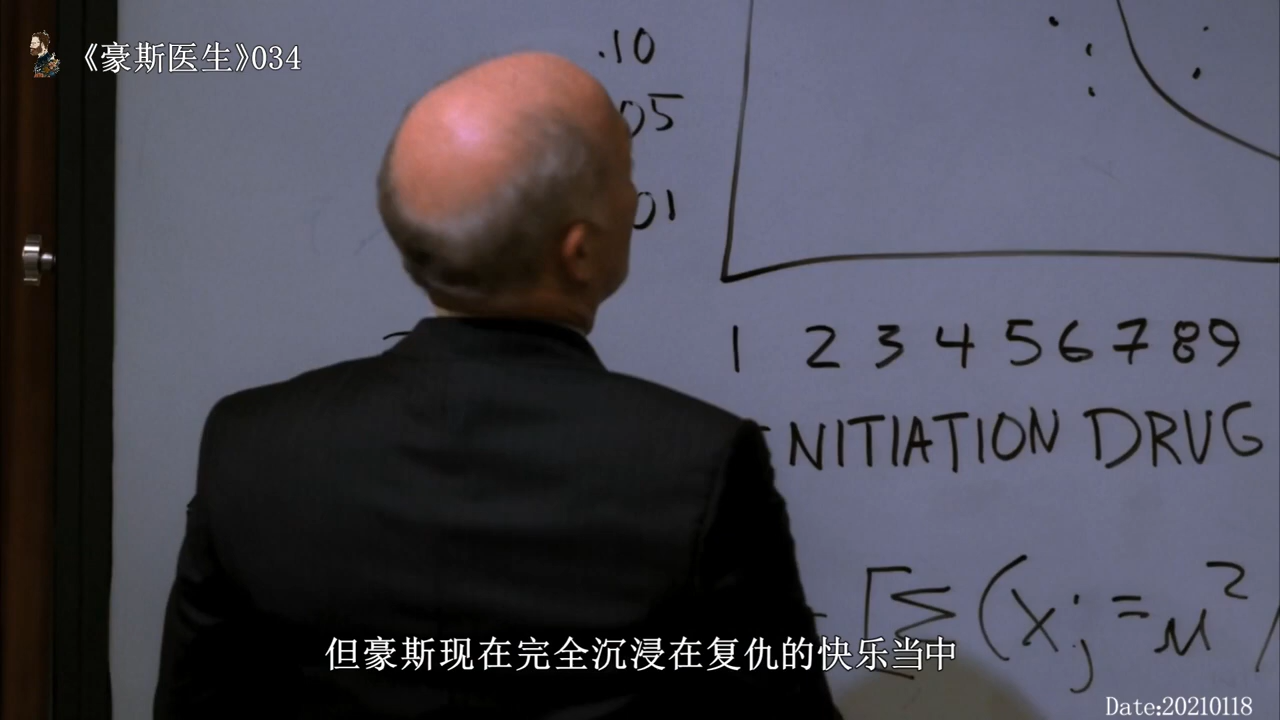 《豪斯医生》034
.10
05
01
1 2 3 4 5 6 7 8 9
NITIATION DRUG
[Σ (Xj = μ²
但豪斯现在完全沉浸在复仇的快乐当中
Date:20210118